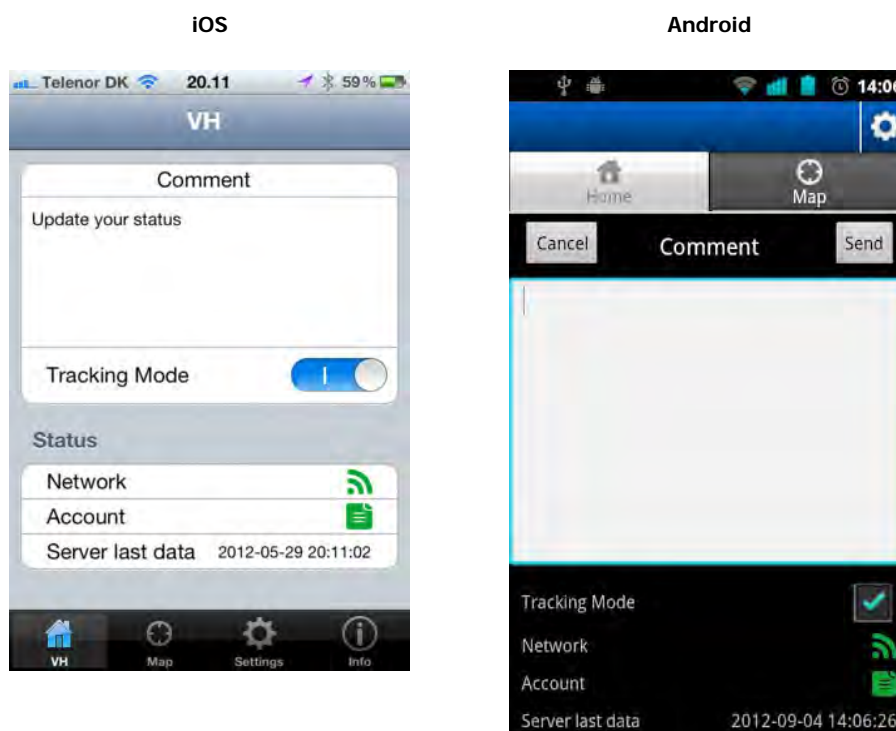 iOS
Telenor DK 20.11 59%
VH
Comment
Update your status
Tracking Mode
Status
Network
Account
Server last data 2012-05-29 20:11:02
VH Map Settings Info
Android
14:06
Home Map
Cancel Comment Send
Tracking Mode
Network
Account
Server last data 2012-09-04 14:06:26